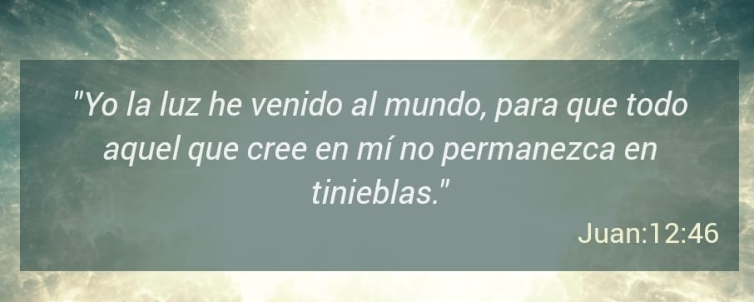 "Yo la luz he venido al mundo, para que todo
aquel que cree en mí no permanezca en
tinieblas."
Juan:12:46